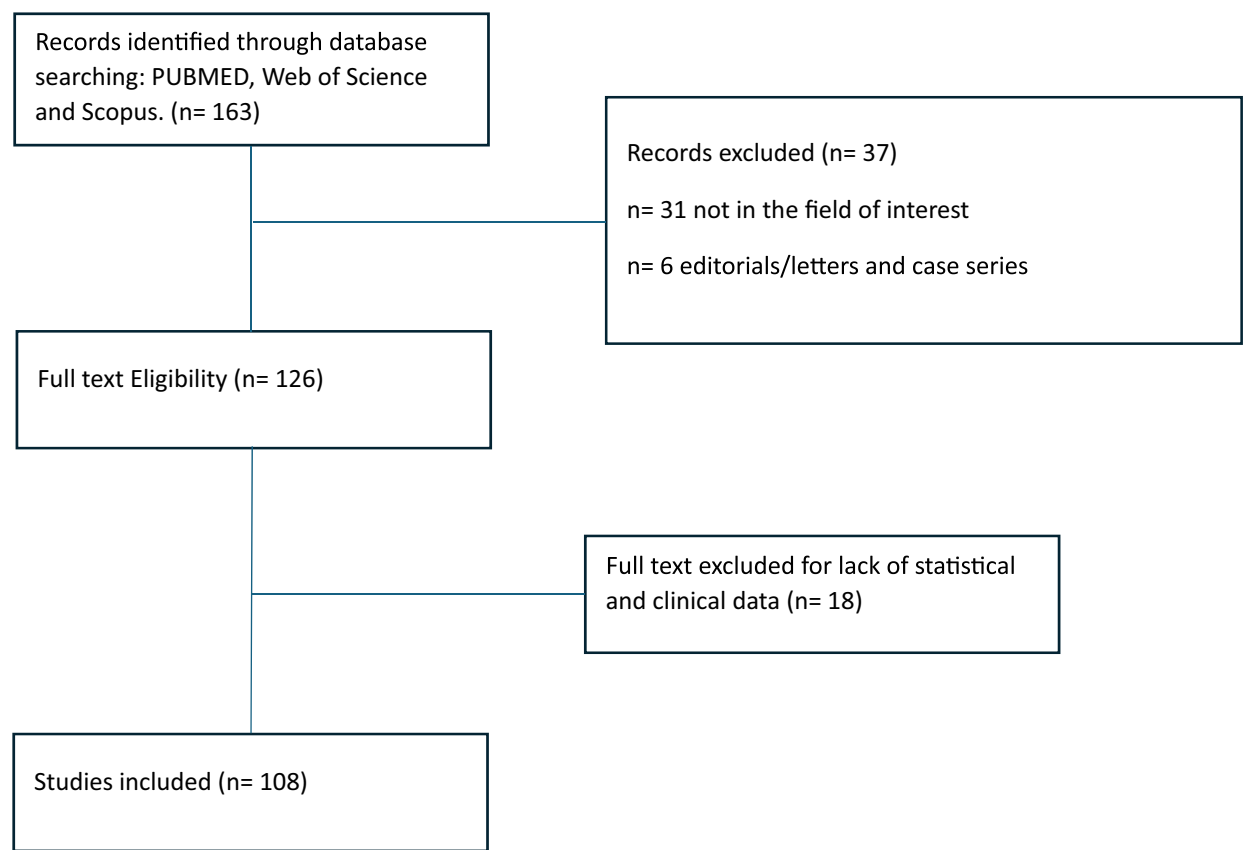 Records identified through database
searching: PUBMED, Web of Science
and Scopus. (n= 163)
Records excluded (n= 37)
n= 31 not in the field of interest
n= 6 editorials/letters and case series
Full text Eligibility (n= 126)
Full text excluded for lack of statistical
and clinical data (n= 18)
Studies included (n= 108)